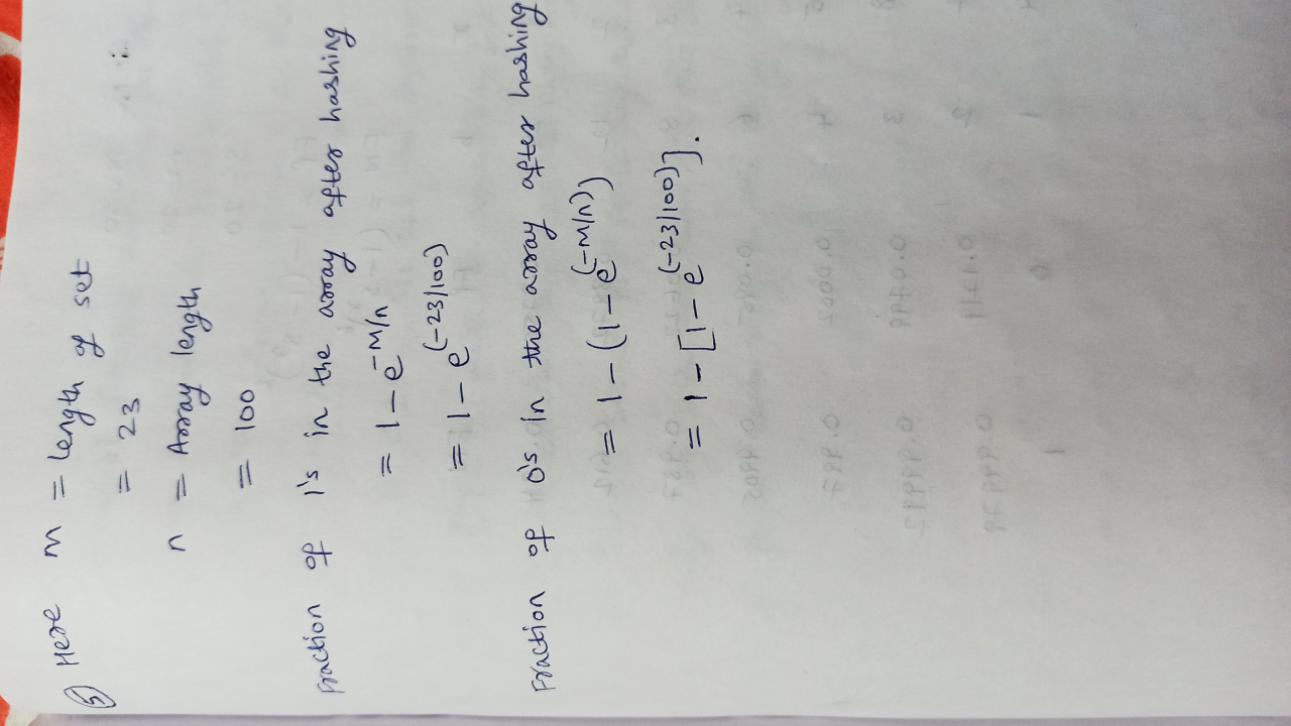 5 Here m = length of set
= 23
n = Array length
= 100
Fraction of 1's in the array after hashing
= 1 - e^-m/n
= 1 - e^(-23/100)
Fraction of 0's in the array after hashing
= 1 - (1 - e^(-m/n))
= 1 - [1 - e^(-23/100)].